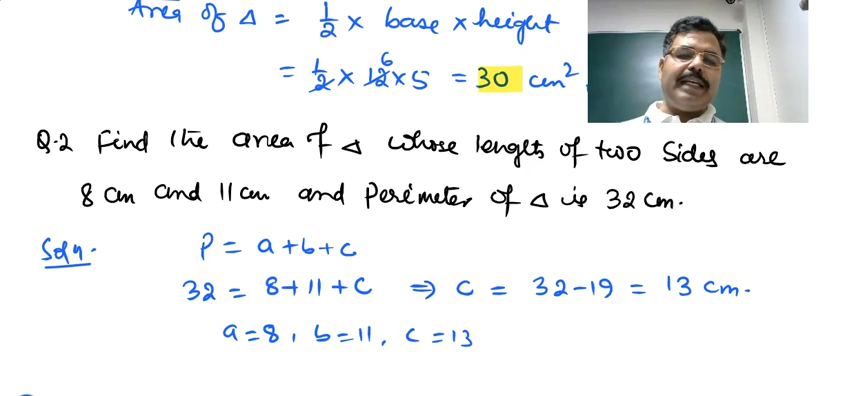 Area of Δ = 1/2 × base × height
= 1/2 × 12 6 × 5 = 30 cm²
Q.2 Find the area of Δ whose lengths of two sides are
8 cm and 11 cm and Perimeter of Δ is 32 cm.
Soln.
P = a+b+c
32 = 8+11+c ⇒ c = 32-19 = 13 cm.
a=8, b=11, c=13